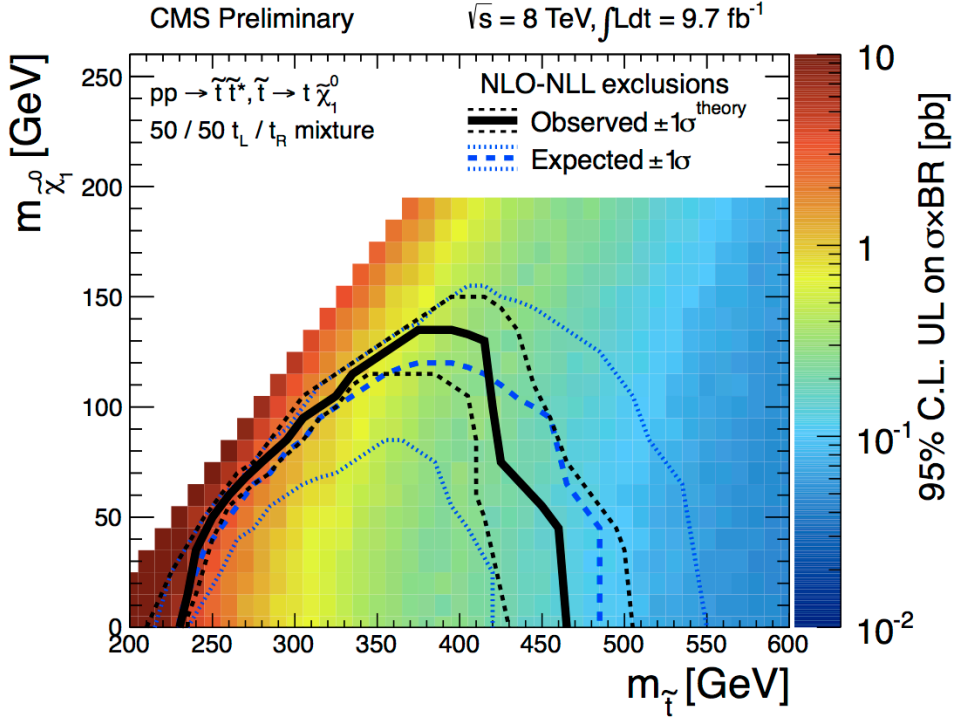 CMS Preliminary
√s = 8 TeV, ∫Ldt = 9.7 fb⁻¹
pp → t̃ t̃*, t̃ → t χ̃⁰₁
50 / 50 t_L / t_R mixture
NLO-NLL exclusions
Observed ±1σ^theory
Expected ±1σ
m_χ̃⁰₁ [GeV]
250
200
150
100
50
0
200 250 300 350 400 450 500 550 600
m_t̃ [GeV]
10
1
10⁻¹
10⁻²
95% C.L. UL on σ×BR [pb]